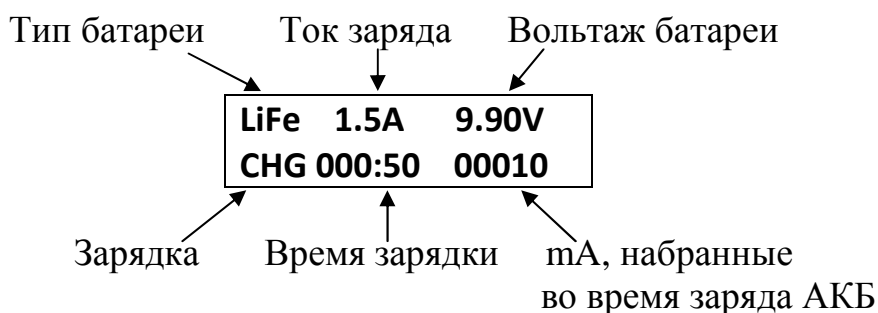 Тип батареи Ток заряда Вольтаж батареи
LiFe 1.5A 9.90V
CHG 000:50 00010
Зарядка Время зарядки mA, набранные
во время заряда АКБ